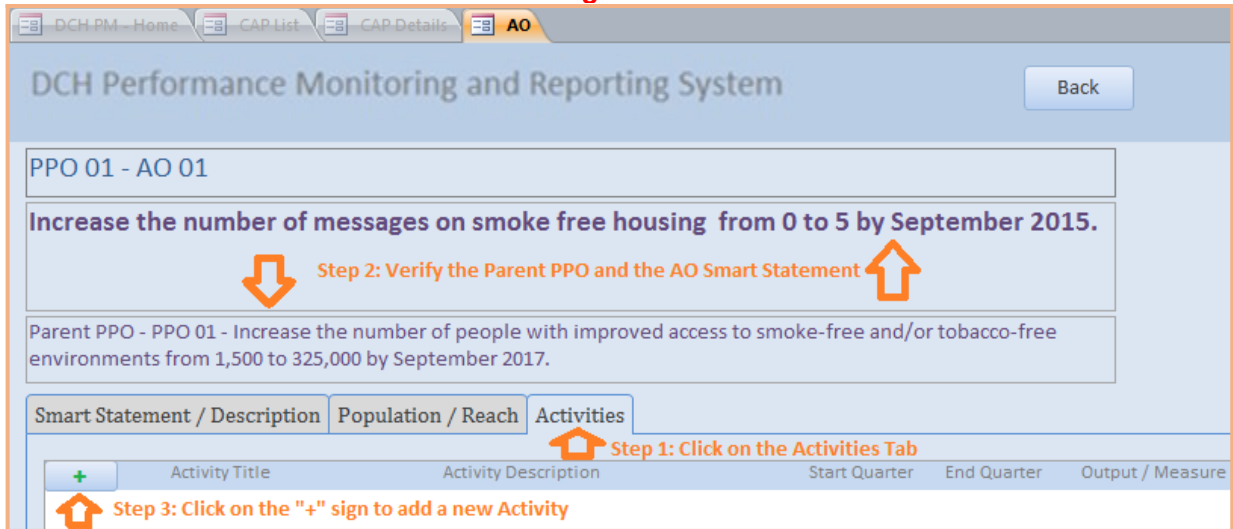 DCH PM - Home CAP List CAP Details AO
DCH Performance Monitoring and Reporting System Back
PPO 01 - AO 01
Increase the number of messages on smoke free housing from 0 to 5 by September 2015.
Step 2: Verify the Parent PPO and the AO Smart Statement
Parent PPO - PPO 01 - Increase the number of people with improved access to smoke-free and/or tobacco-free
environments from 1,500 to 325,000 by September 2017.
Smart Statement / Description Population / Reach Activities
Step 1: Click on the Activities Tab
+ Activity Title Activity Description Start Quarter End Quarter Output / Measure
Step 3: Click on the "+" sign to add a new Activity